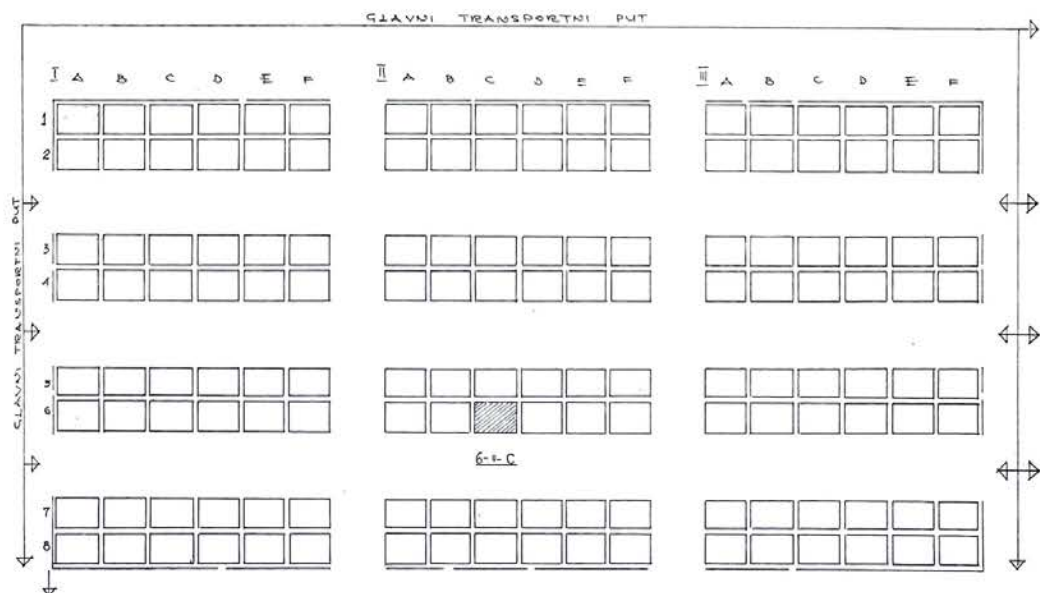 GLAVNI TRANSPORTNI PUT
I A B C D E F II A B C D E F III A B C D E F
1
2
3
4
5
6
6-II-C
7
8
GLAVNI TRANSPORTNI PUT